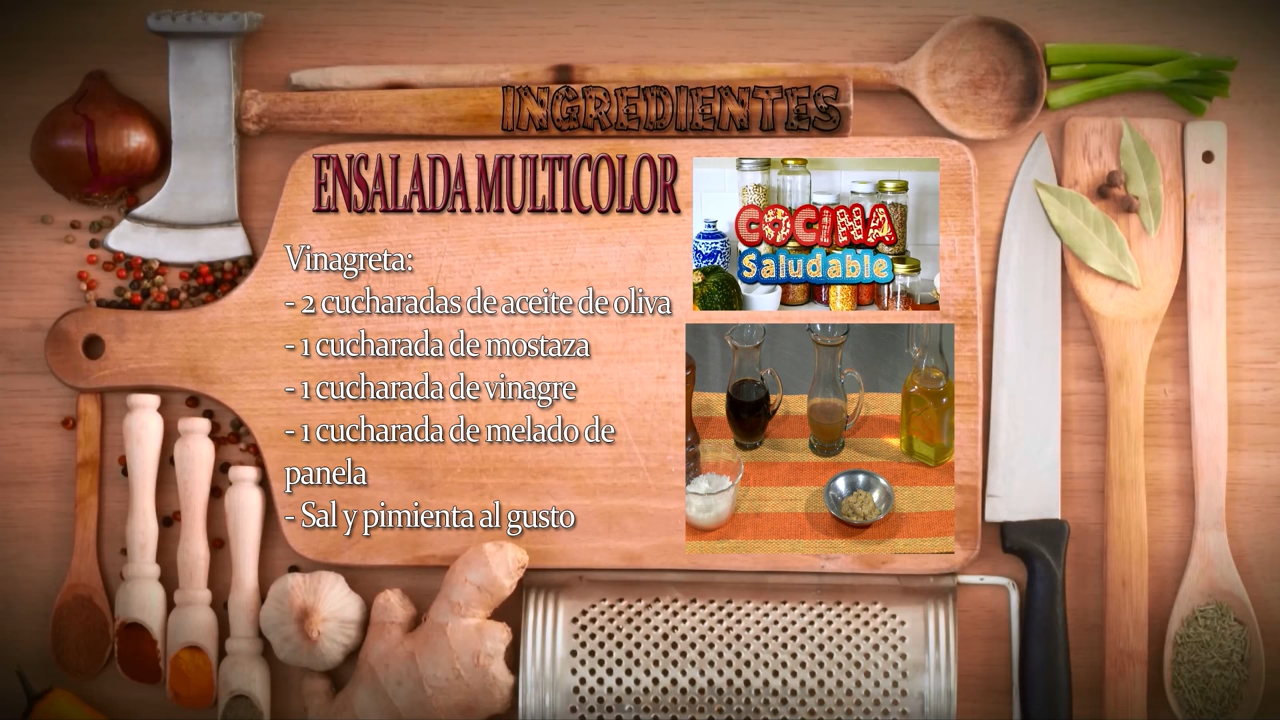 INGREDIENTES
ENSALADA MULTICOLOR
COCINA
Saludable
Vinagreta:
- 2 cucharadas de aceite de oliva
- 1 cucharada de mostaza
- 1 cucharada de vinagre
- 1 cucharada de melado de
panela
- Sal y pimienta al gusto